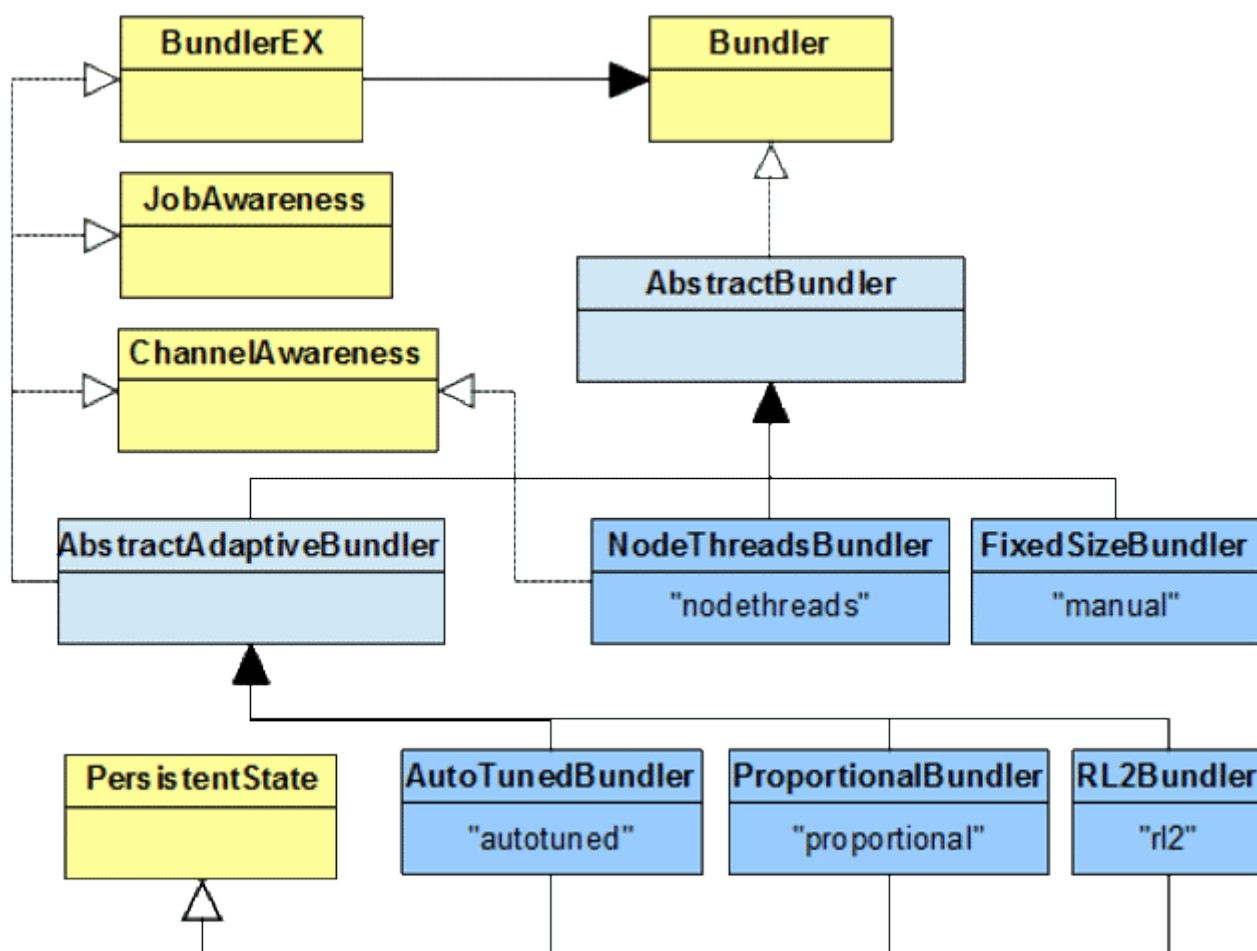 BundlerEX
Bundler
JobAwareness
AbstractBundler
ChannelAwareness
AbstractAdaptiveBundler
NodeThreadsBundler
"nodethreads"
FixedSizeBundler
"manual"
PersistentState
AutoTunedBundler
"autotuned"
ProportionalBundler
"proportional"
RL2Bundler
"rl2"